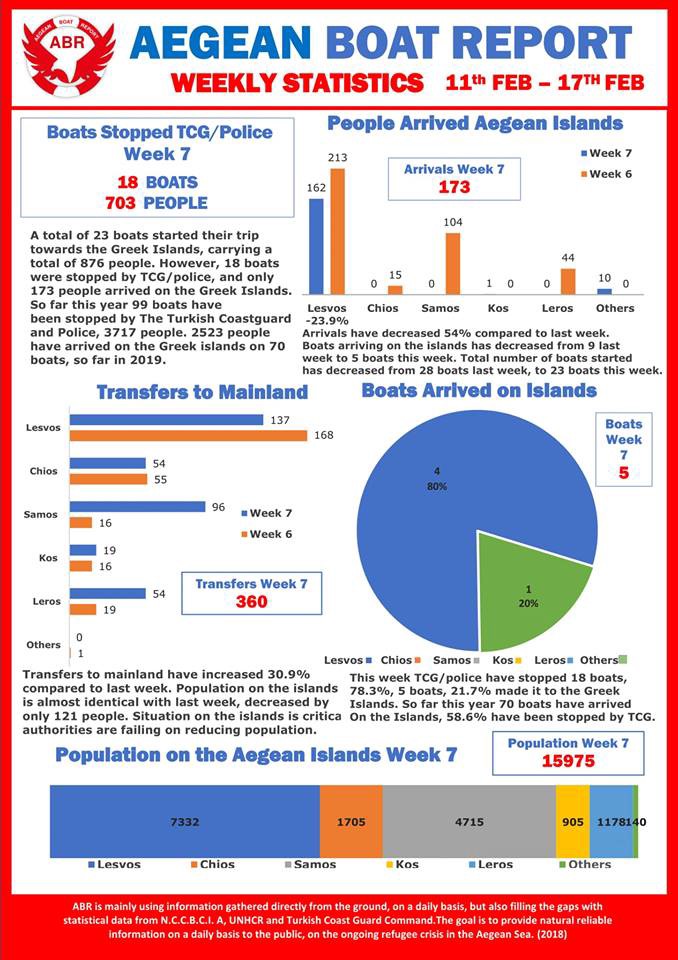 AEGEAN BOAT REPORT
ABR
AEGEAN BOAT REPORT
WEEKLY STATISTICS 11th FEB – 17TH FEB
Boats Stopped TCG/Police
Week 7
18 BOATS
703 PEOPLE
A total of 23 boats started their trip
towards the Greek Islands, carrying a
total of 876 people. However, 18 boats
were stopped by TCG/police, and only
173 people arrived on the Greek Islands.
So far this year 99 boats have
been stopped by The Turkish Coastguard
and Police, 3717 people. 2523 people
have arrived on the Greek islands on 70
boats, so far in 2019.
People Arrived Aegean Islands
Arrivals Week 7
173
Week 7
Week 6
162 213
0 15
0 104
1 0
0 44
10 0
Lesvos Chios Samos Kos Leros Others
-23.9%
Arrivals have decreased 54% compared to last week.
Boats arriving on the islands has decreased from 9 last
week to 5 boats this week. Total number of boats started
has decreased from 28 boats last week, to 23 boats this week.
Transfers to Mainland
Lesvos 137
168
Chios 54
55
Samos 96
16
Kos 19
16
Leros 54
19
Others 0
1
Week 7
Week 6
Transfers Week 7
360
Transfers to mainland have increased 30.9%
compared to last week. Population on the islands
is almost identical with last week, decreased by
only 121 people. Situation on the islands is critica
authorities are failing on reducing population.
Boats Arrived on Islands
Boats
Week
7
5
4
80%
1
20%
Lesvos Chios Samos Kos Leros Others
This week TCG/police have stopped 18 boats,
78.3%, 5 boats, 21.7% made it to the Greek
Islands. So far this year 70 boats have arrived
On the Islands, 58.6% have been stopped by TCG.
Population on the Aegean Islands Week 7
Population Week 7
15975
7332 1705 4715 905 1178 140
Lesvos Chios Samos Kos Leros Others
ABR is mainly using information gathered directly from the ground, on a daily basis, but also filling the gaps with
statistical data from N.C.C.B.C.I. A, UNHCR and Turkish Coast Guard Command.The goal is to provide natural reliable
information on a daily basis to the public, on the ongoing refugee crisis in the Aegean Sea. (2018)